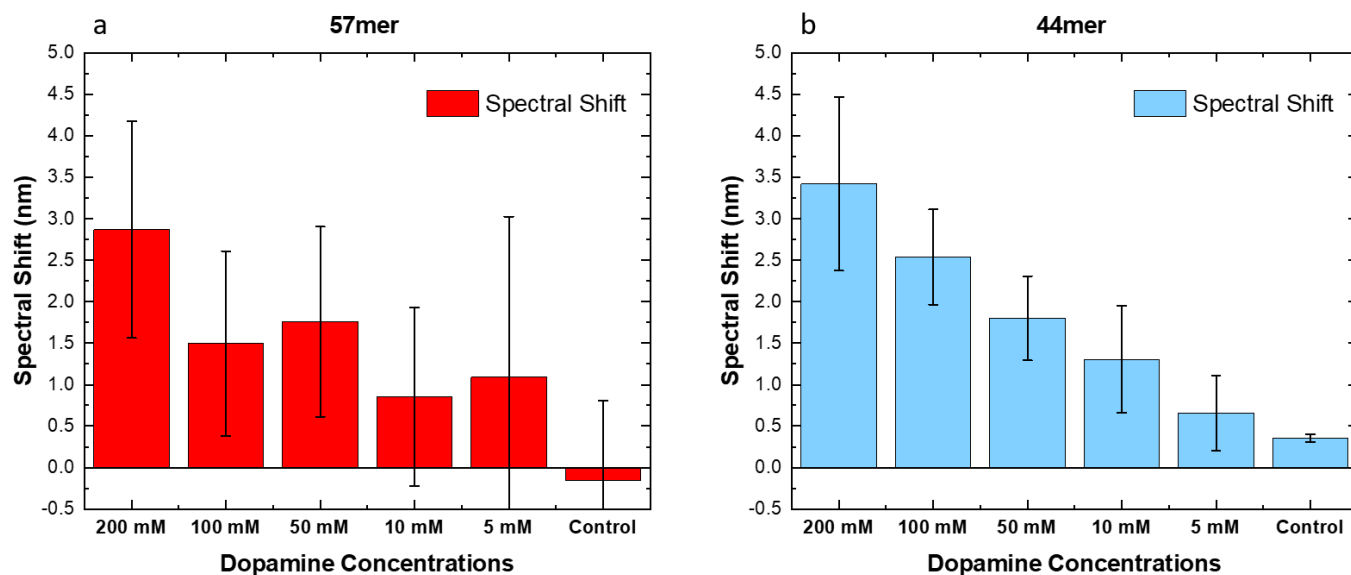 a
57mer
5.0
4.5
4.0
3.5
3.0
2.5
2.0
1.5
1.0
0.5
0.0
-0.5
Spectral Shift (nm)
Spectral Shift
200 mM 100 mM 50 mM 10 mM 5 mM Control
Dopamine Concentrations
b
44mer
5.0
4.5
4.0
3.5
3.0
2.5
2.0
1.5
1.0
0.5
0.0
-0.5
Spectral Shift (nm)
Spectral Shift
200 mM 100 mM 50 mM 10 mM 5 mM Control
Dopamine Concentrations